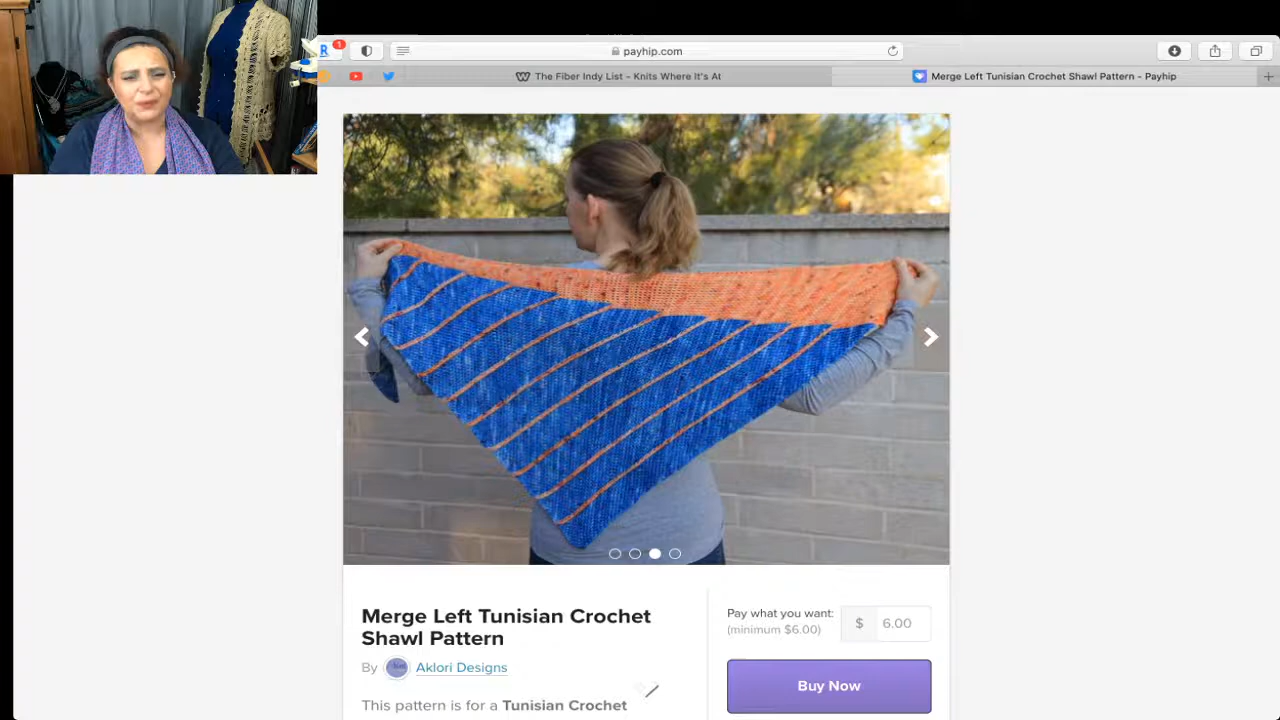 R
1
payhip.com
The Fiber Indy List – Knits Where It's At
Merge Left Tunisian Crochet Shawl Pattern - Payhip
Merge Left Tunisian Crochet
Shawl Pattern
By Aklori Designs
This pattern is for a Tunisian Crochet
Pay what you want:
(minimum $6.00)
$ 6.00
Buy Now